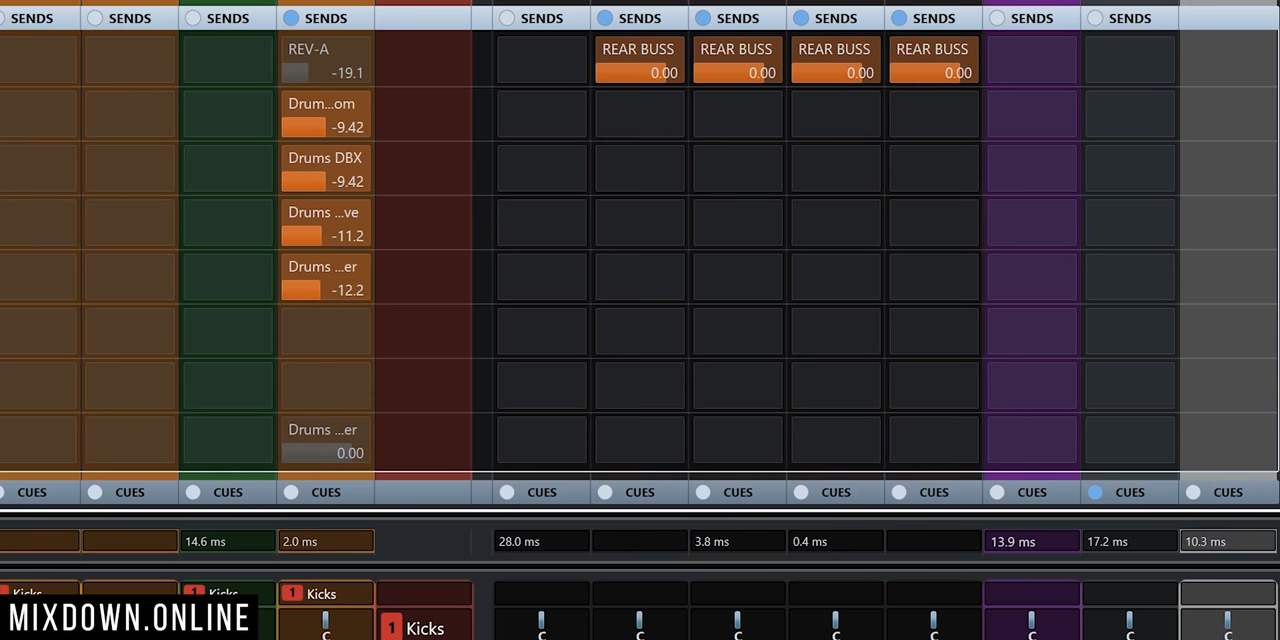 SENDS SENDS SENDS SENDS SENDS SENDS SENDS SENDS SENDS SENDS SENDS
REV-A REAR BUSS REAR BUSS REAR BUSS REAR BUSS
-19.1 0.00 0.00 0.00 0.00
Drum...om
-9.42
Drums DBX
-9.42
Drums ...ve
-11.2
Drums ...er
-12.2
Drums ...er
0.00
CUES CUES CUES CUES CUES CUES CUES CUES CUES CUES CUES CUES
14.6 ms 2.0 ms 28.0 ms 3.8 ms 0.4 ms 13.9 ms 17.2 ms 10.3 ms
Kicks 1 Kicks 1 Kicks
C C C C C C C C C
1 Kicks
MIXDOWN.ONLINE